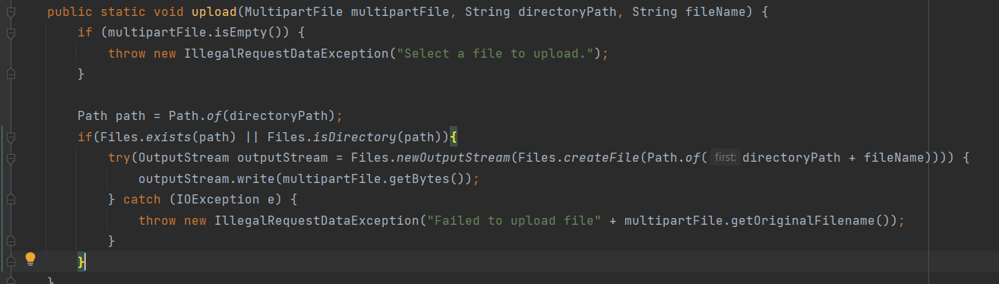 public static void upload(MultipartFile multipartFile, String directoryPath, String fileName) {
if (multipartFile.isEmpty()) {
throw new IllegalRequestDataException("Select a file to upload.");
}
Path path = Path.of(directoryPath);
if(Files.exists(path) || Files.isDirectory(path)){
try(OutputStream outputStream = Files.newOutputStream(Files.createFile(Path.of( first: directoryPath + fileName)))) {
outputStream.write(multipartFile.getBytes());
} catch (IOException e) {
throw new IllegalRequestDataException("Failed to upload file" + multipartFile.getOriginalFilename());
}
}
}